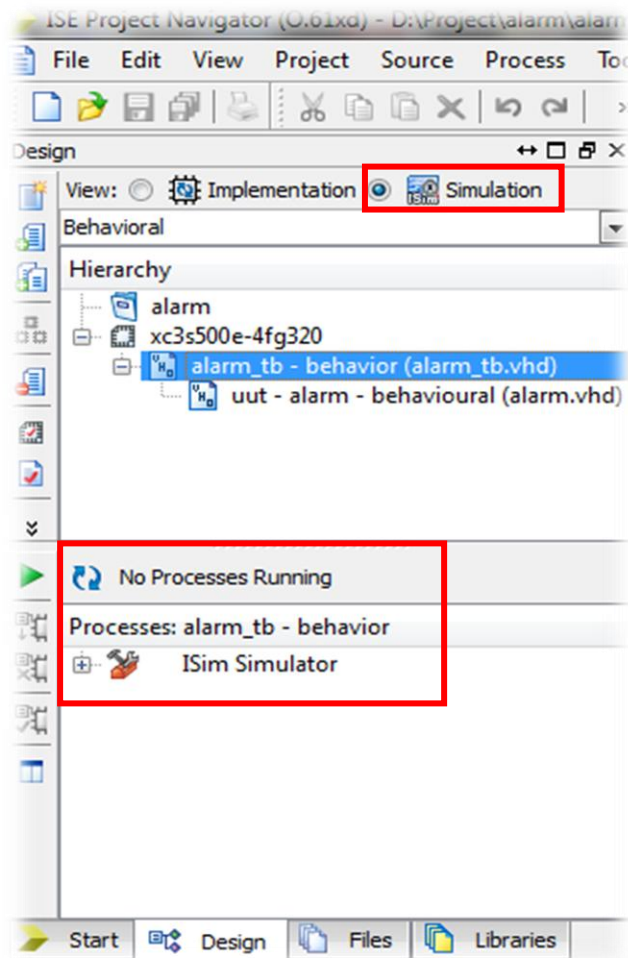 ISE Project Navigator (O.61xd) - D:\Project\alarm\alarm
File Edit View Project Source Process
Design
View: Implementation Simulation
Behavioral
Hierarchy
alarm
xc3s500e-4fg320
alarm_tb - behavior (alarm_tb.vhd)
uut - alarm - behavioural (alarm.vhd)
No Processes Running
Processes: alarm_tb - behavior
ISim Simulator
Start Design Files Libraries